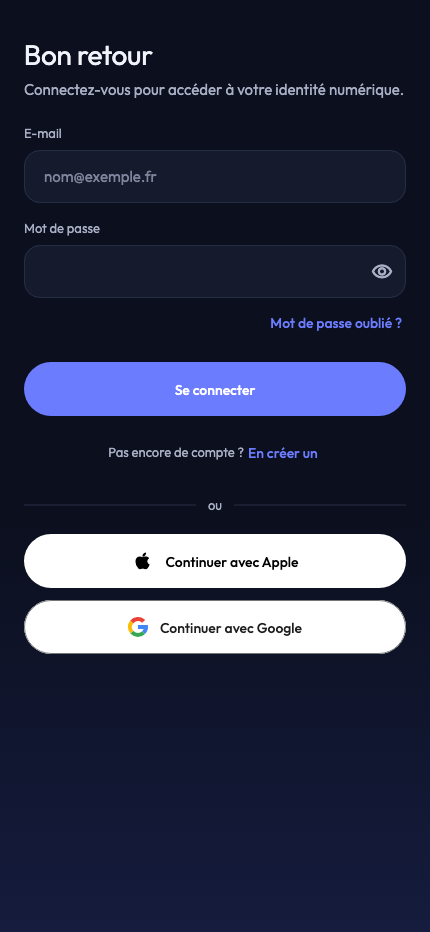 Bon retour
Connectez-vous pour accéder à votre identité numérique.
E-mail
nom@exemple.fr
Mot de passe
Mot de passe oublié ?
Se connecter
Pas encore de compte ? En créer un
ou
Continuer avec Apple
Continuer avec Google